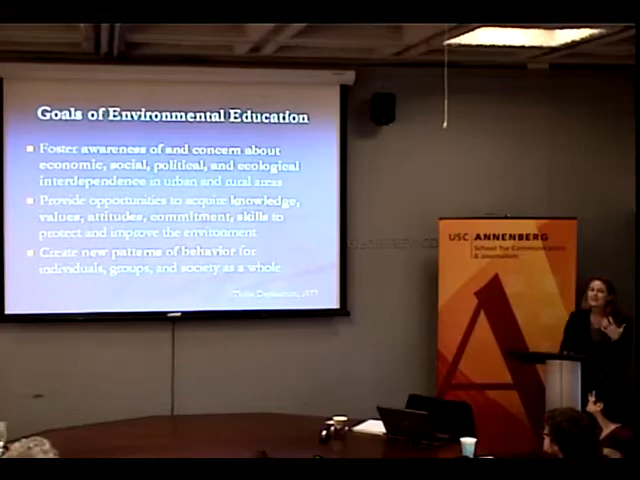 Goals of Environmental Education
Foster awareness of and concern about
economic, social, political, and ecological
interdependence in urban and rural areas
Provide opportunities to acquire knowledge,
values, attitudes, commitment, skills to
protect and improve the environment
Create new patterns of behavior for
individuals, groups, and society as a whole
USC ANNENBERG
School for Communication
& Journalism